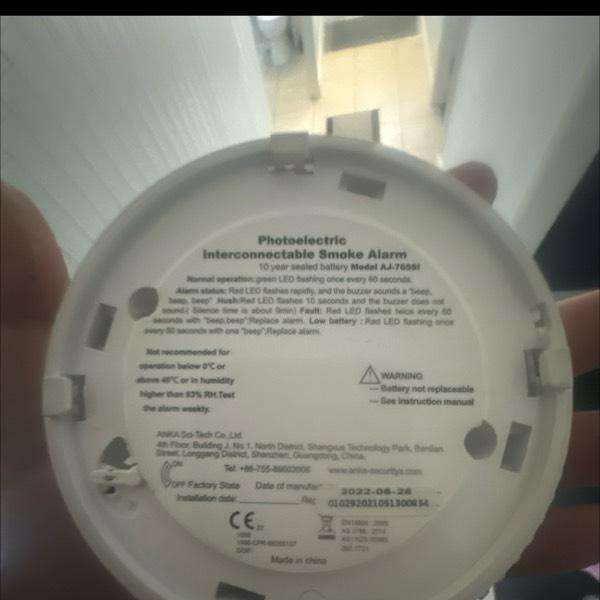 Photoelectric
Interconnectable Smoke Alarm
10 year sealed battery Model AJ-765SI
Normal operation:green LED flashing once every 60 seconds.
Alarm status: Red LED flashes rapidly, and the buzzer sounds a "beep,
beep, beep" .Hush:Red LED flashes 10 seconds and the buzzer does not
sound.( Silence time is about 9min) Fault: Red LED flashes twice every 60
seconds with "beep,beep";Replace alarm. Low battery : Red LED flashing once
every 60 seconds with one "beep";Replace alarm.
Not recommended for
operation below 0°C or
above 40°C or in humidity
higher than 93% RH.Test
the alarm weekly.
WARNING
— Battery not replaceable
— See instruction manual
ANKA Sci-Tech Co.,Ltd.
4th Floor, Building J, No.1, North District, Shangxue Technology Park, Bantian
Street, Longgang District, Shenzhen, Guangdong, China.
Tel: +86-755-89602006 www.anka-securitys.com
ON
OFF Factory State Date of manufac 2022-06-26
Installation date: Rep 010292021051300834
CE 22
DOP:
Made in china